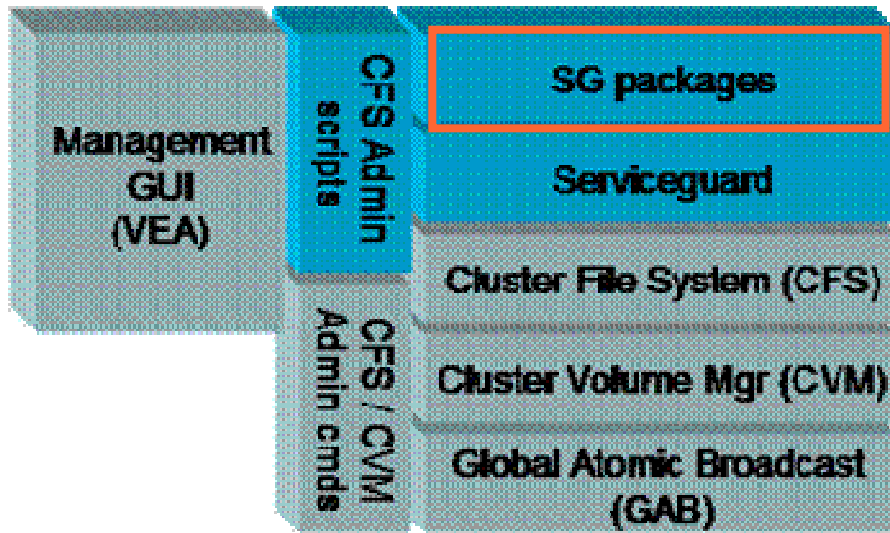 Management
GUI
(VEA)
CFS Admin
scripts
CFS / CVM
Admin cmds
SG packages
Serviceguard
Cluster File System (CFS)
Cluster Volume Mgr (CVM)
Global Atomic Broadcast
(GAB)